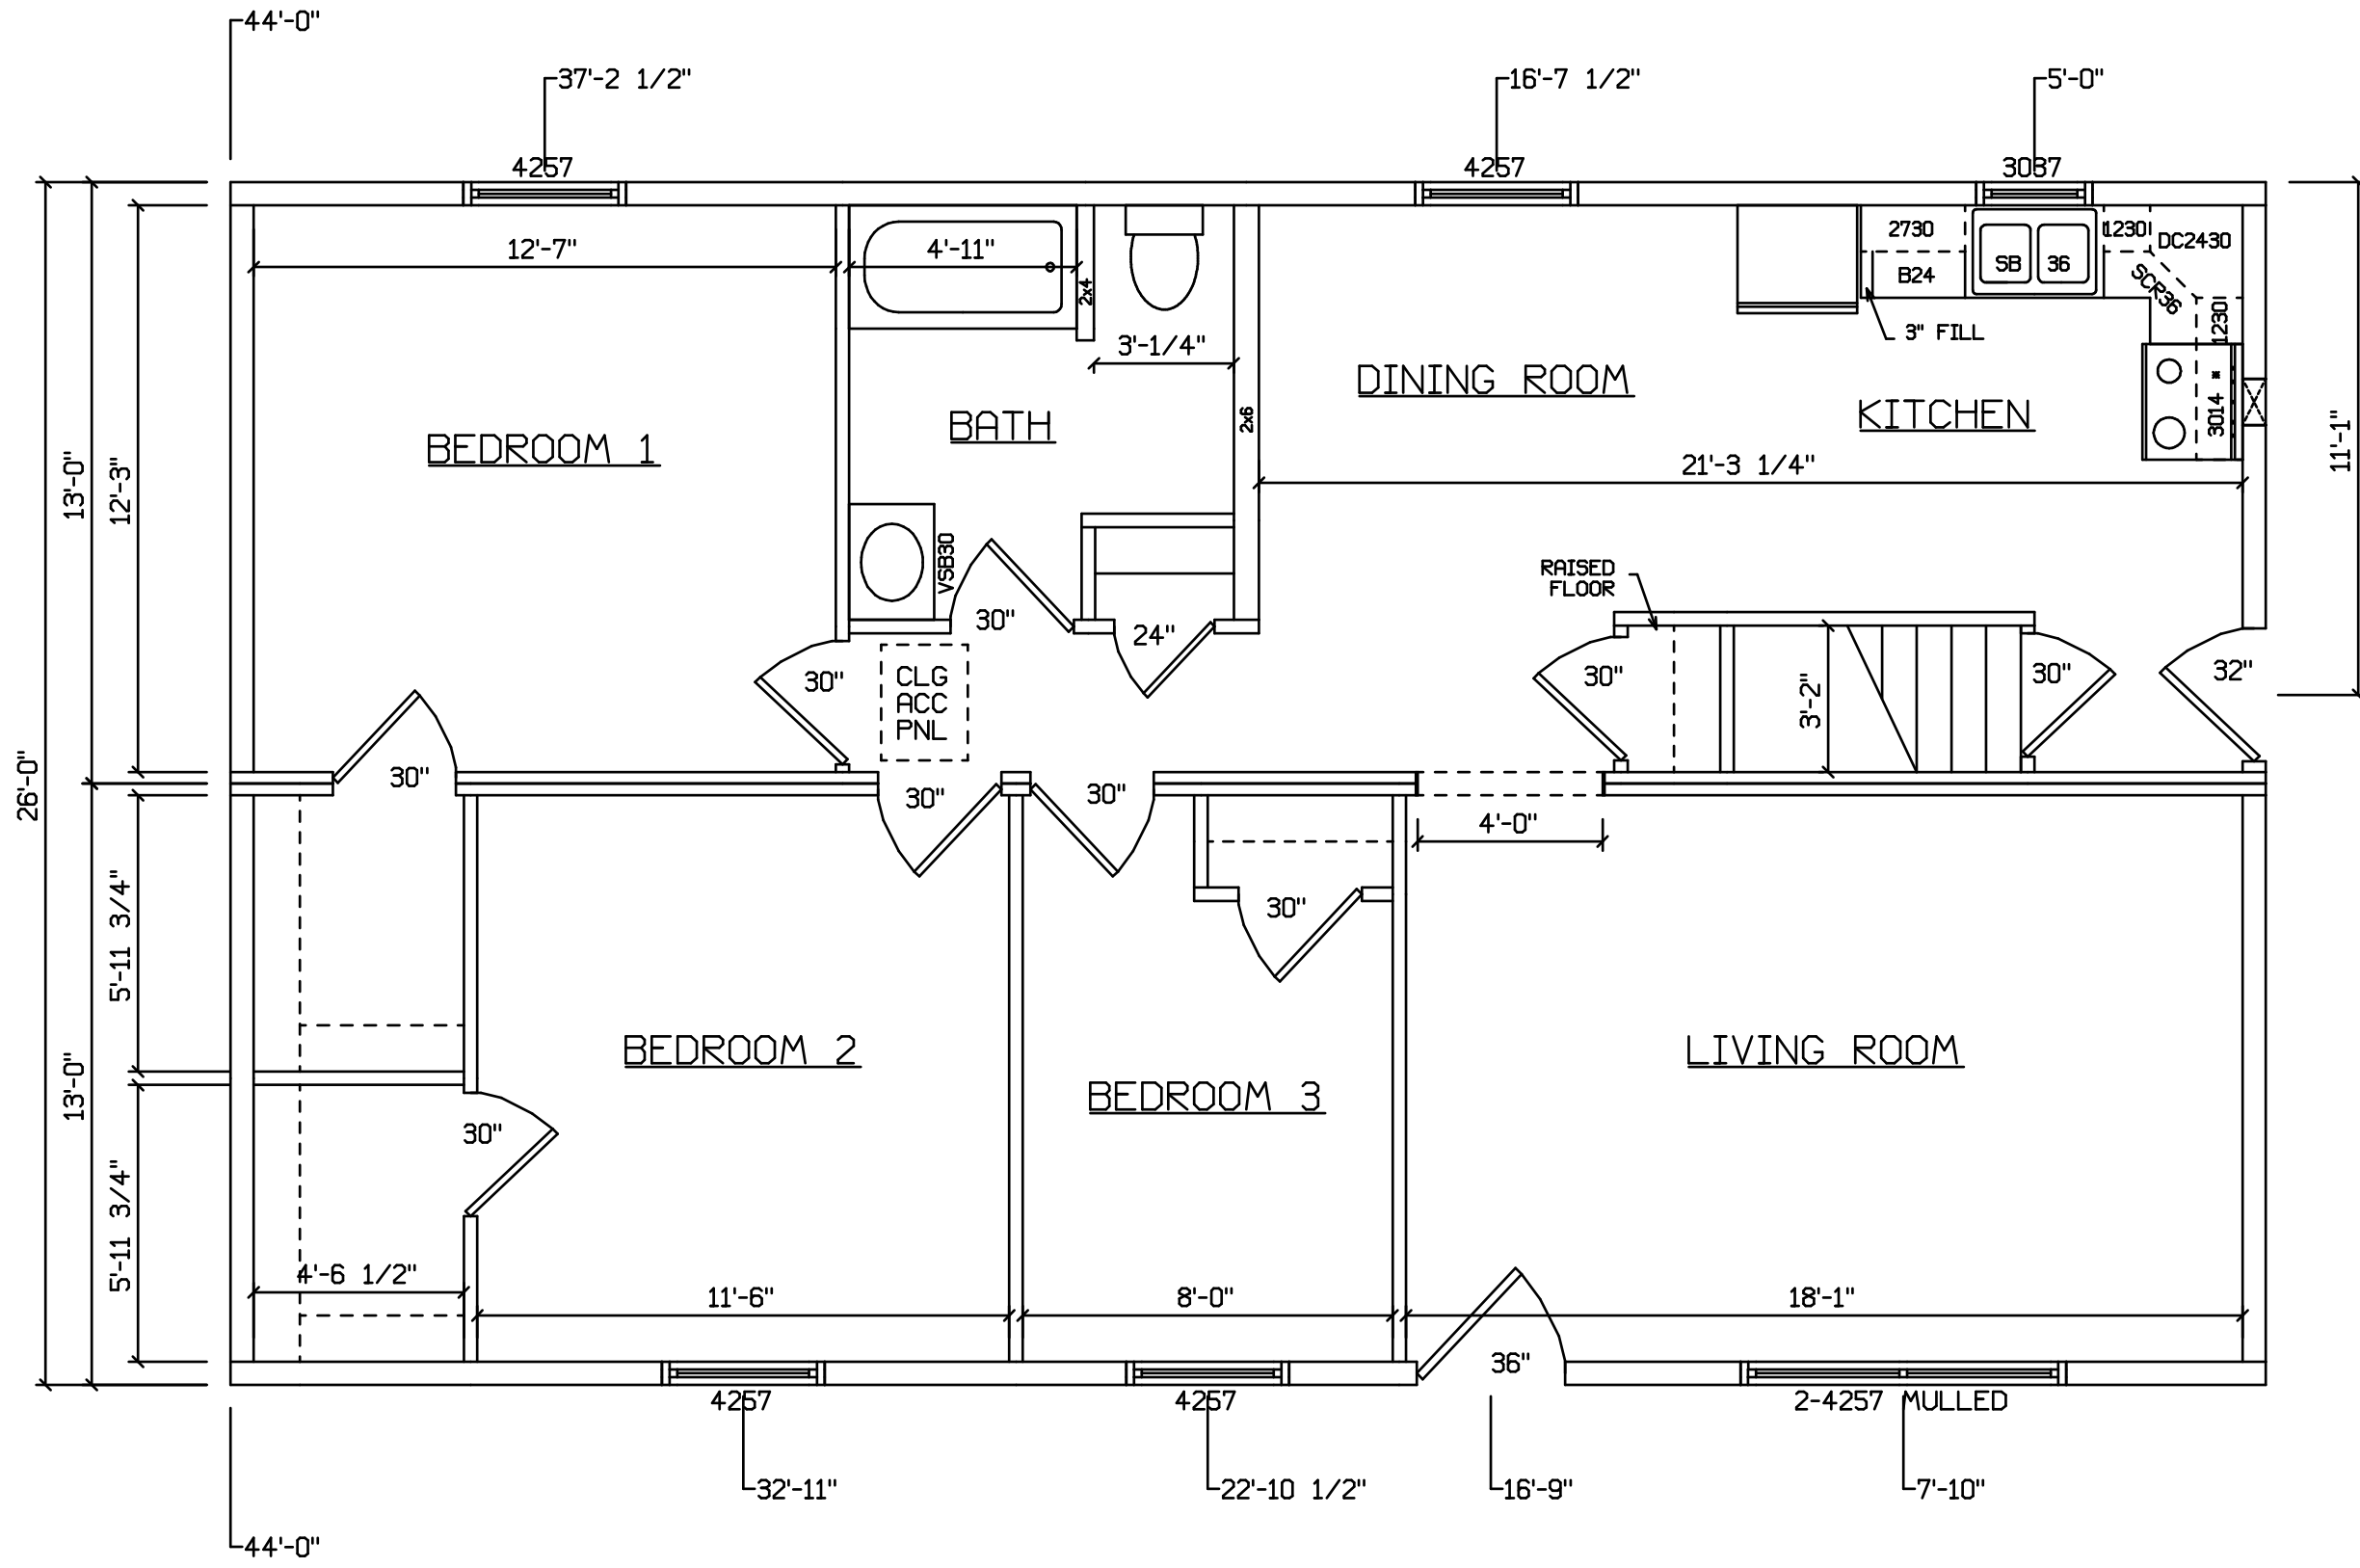 44'-0"
37'-2 1/2"
16'-7 1/2"
5'-0"
4257
4257
3037
12'-7"
4'-11"
2x4
3'-1/4"
2730
B24
SB 36
1230
DC2430
SCR36
1230
3" FILL
3014 *
DINING ROOM
KITCHEN
BATH
BEDROOM 1
2x6
21'-3 1/4"
11'-1"
13'-0"
12'-3"
26'-0"
VSB30
30"
24"
RAISED
FLOOR
30"
CLG
ACC
PNL
30"
3'-2"
30"
32"
30"
30"
30"
4'-0"
30"
5'-11 3/4"
13'-0"
5'-11 3/4"
BEDROOM 2
BEDROOM 3
LIVING ROOM
30"
4'-6 1/2"
11'-6"
8'-0"
18'-1"
36"
4257
4257
2-4257 MULLED
32'-11"
22'-10 1/2"
16'-9"
7'-10"
44'-0"